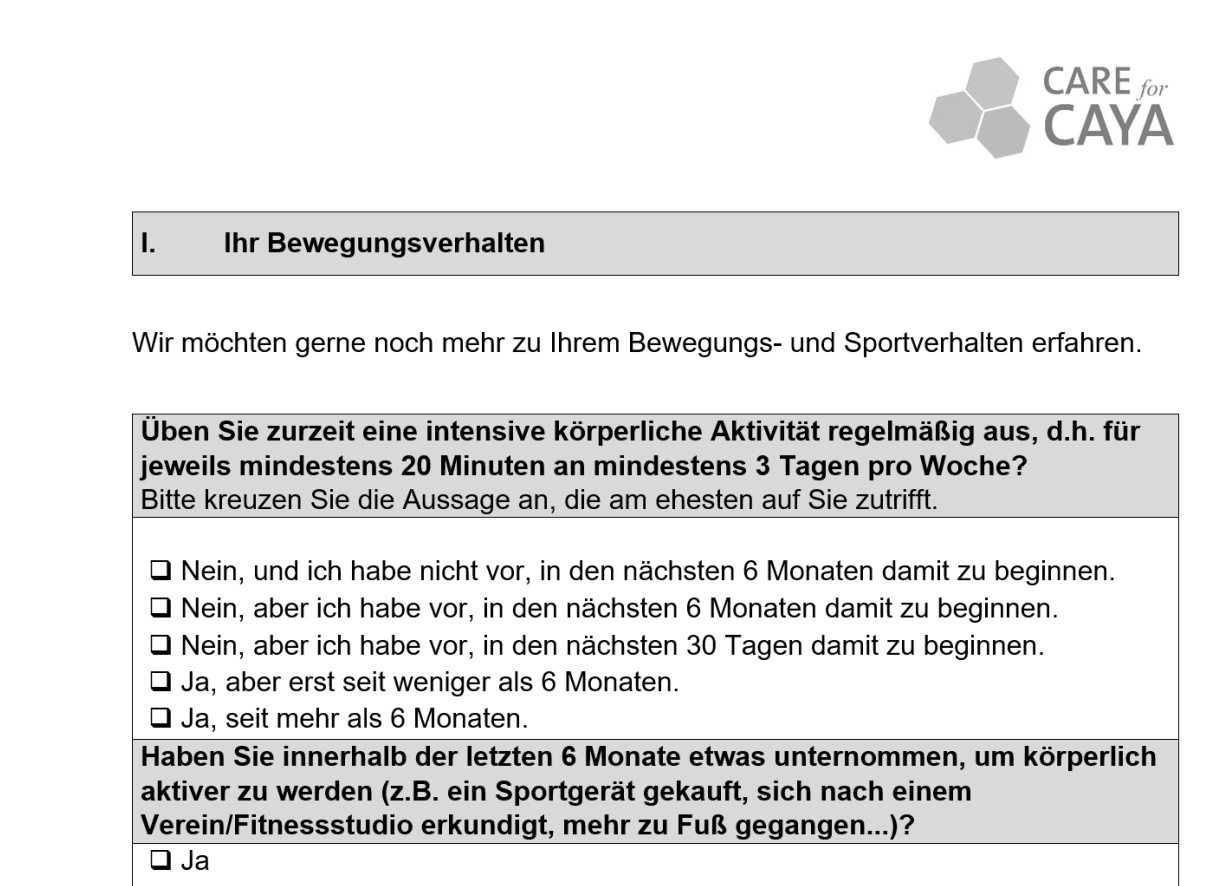 CARE for
CAYA
I. Ihr Bewegungsverhalten
Wir möchten gerne noch mehr zu Ihrem Bewegungs- und Sportverhalten erfahren.
Üben Sie zurzeit eine intensive körperliche Aktivität regelmäßig aus, d.h. für
jeweils mindestens 20 Minuten an mindestens 3 Tagen pro Woche?
Bitte kreuzen Sie die Aussage an, die am ehesten auf Sie zutrifft.
❑ Nein, und ich habe nicht vor, in den nächsten 6 Monaten damit zu beginnen.
❑ Nein, aber ich habe vor, in den nächsten 6 Monaten damit zu beginnen.
❑ Nein, aber ich habe vor, in den nächsten 30 Tagen damit zu beginnen.
❑ Ja, aber erst seit weniger als 6 Monaten.
❑ Ja, seit mehr als 6 Monaten.
Haben Sie innerhalb der letzten 6 Monate etwas unternommen, um körperlich
aktiver zu werden (z.B. ein Sportgerät gekauft, sich nach einem
Verein/Fitnessstudio erkundigt, mehr zu Fuß gegangen...)?
❑ Ja